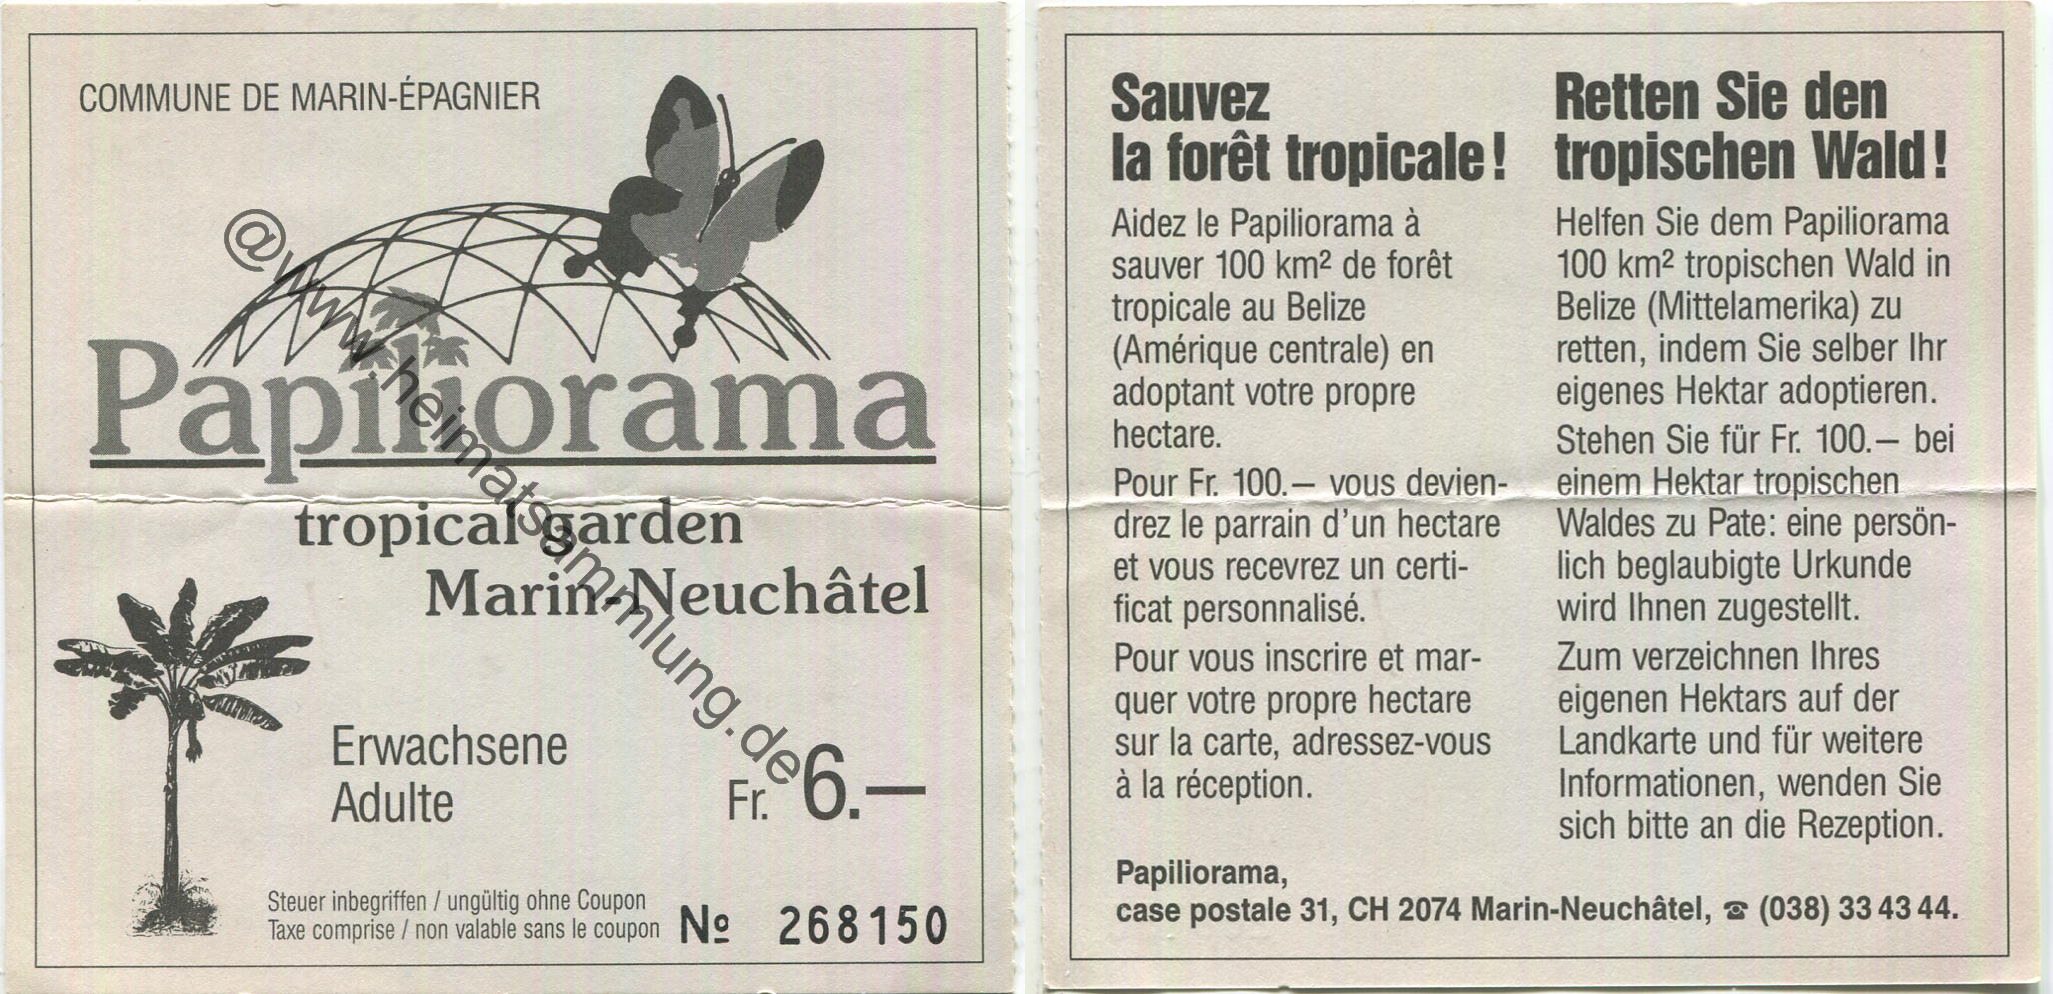 COMMUNE DE MARIN-ÉPAGNIER
Papiliorama
tropical garden
Marin-Neuchâtel
Erwachsene
Adulte
Fr. 6.–
Steuer inbegriffen / ungültig ohne Coupon
Taxe comprise / non valable sans le coupon
Nº 268150
@www.heimatsammlung.de
Sauvez
la forêt tropicale !
Aidez le Papiliorama à
sauver 100 km² de forêt
tropicale au Belize
(Amérique centrale) en
adoptant votre propre
hectare.
Pour Fr. 100.– vous devien-
drez le parrain d'un hectare
et vous recevrez un certi-
ficat personnalisé.
Pour vous inscrire et mar-
quer votre propre hectare
sur la carte, adressez-vous
à la réception.
Retten Sie den
tropischen Wald !
Helfen Sie dem Papiliorama
100 km² tropischen Wald in
Belize (Mittelamerika) zu
retten, indem Sie selber Ihr
eigenes Hektar adoptieren.
Stehen Sie für Fr. 100.– bei
einem Hektar tropischen
Waldes zu Pate: eine persön-
lich beglaubigte Urkunde
wird Ihnen zugestellt.
Zum verzeichnen Ihres
eigenen Hektars auf der
Landkarte und für weitere
Informationen, wenden Sie
sich bitte an die Rezeption.
Papiliorama,
case postale 31, CH 2074 Marin-Neuchâtel, ☎ (038) 33 43 44.